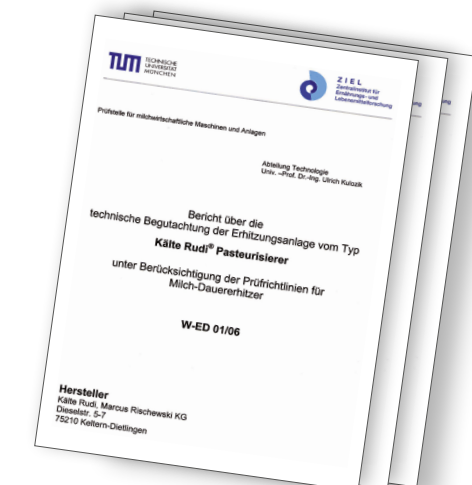 TUM TECHNISCHE
UNIVERSITÄT
MÜNCHEN
ZIEL
Zentralinstitut für
Ernährungs- und
Lebensmittelforschung
Prüfstelle für milchwirtschaftliche Maschinen und Anlagen
Abteilung Technologie
Univ. –Prof. Dr.-Ing. Ulrich Kulozik
Bericht über die
technische Begutachtung der Erhitzungsanlage vom Typ
Kälte Rudi® Pasteurisierer
unter Berücksichtigung der Prüfrichtlinien für
Milch-Dauererhitzer
W-ED 01/06
Hersteller
Kälte Rudi, Marcus Rischewski KG
Dieselstr. 5-7
75210 Keltern-Dietlingen